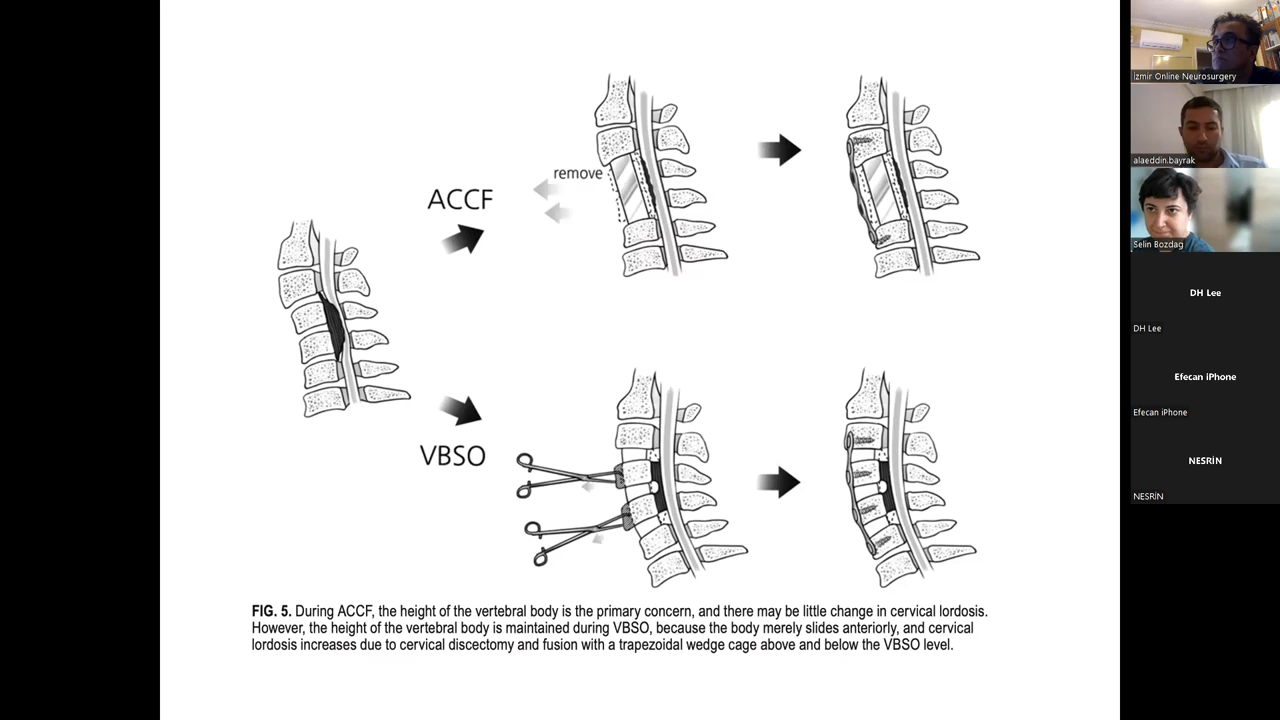 ACCF
remove
VBSO
FIG. 5. During ACCF, the height of the vertebral body is the primary concern, and there may be little change in cervical lordosis.
However, the height of the vertebral body is maintained during VBSO, because the body merely slides anteriorly, and cervical
lordosis increases due to cervical discectomy and fusion with a trapezoidal wedge cage above and below the VBSO level.
İzmir Online Neurosurgery
alaeddin.bayrak
Selin Bozdag
DH Lee
DH Lee
Efecan iPhone
Efecan iPhone
NESRİN
NESRİN